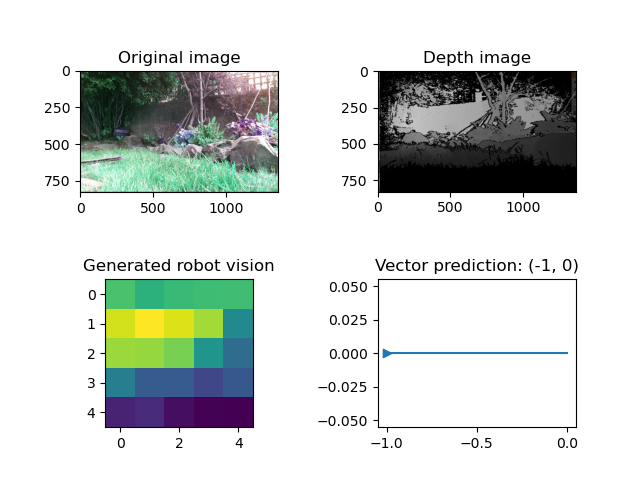 Original image
0
250
500
750
0 500 1000
Depth image
0
250
500
750
0 500 1000
Generated robot vision
0
1
2
3
4
0 2 4
Vector prediction: (-1, 0)
0.050
0.025
0.000
−0.025
−0.050
−1.0 −0.5 0.0